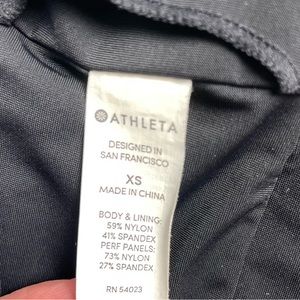 ATHLETA
DESIGNED IN
SAN FRANCISCO
XS
MADE IN CHINA
BODY & LINING:
59% NYLON
41% SPANDEX
PERF PANELS:
73% NYLON
27% SPANDEX
RN 54023